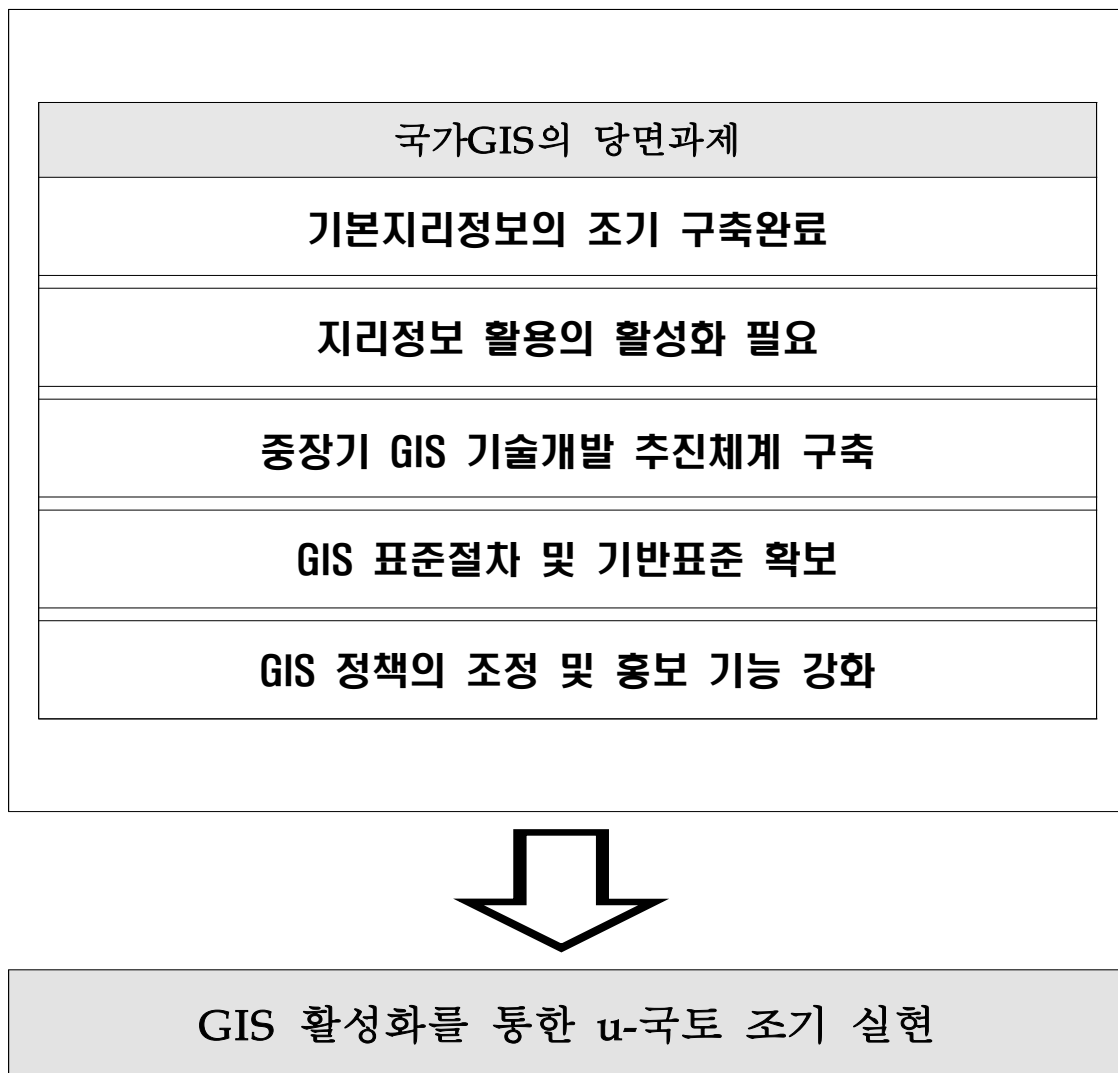 국가GIS의 당면과제
기본지리정보의 조기 구축완료
지리정보 활용의 활성화 필요
중장기 GIS 기술개발 추진체계 구축
GIS 표준절차 및 기반표준 확보
GIS 정책의 조정 및 홍보 기능 강화
GIS 활성화를 통한 u-국토 조기 실현